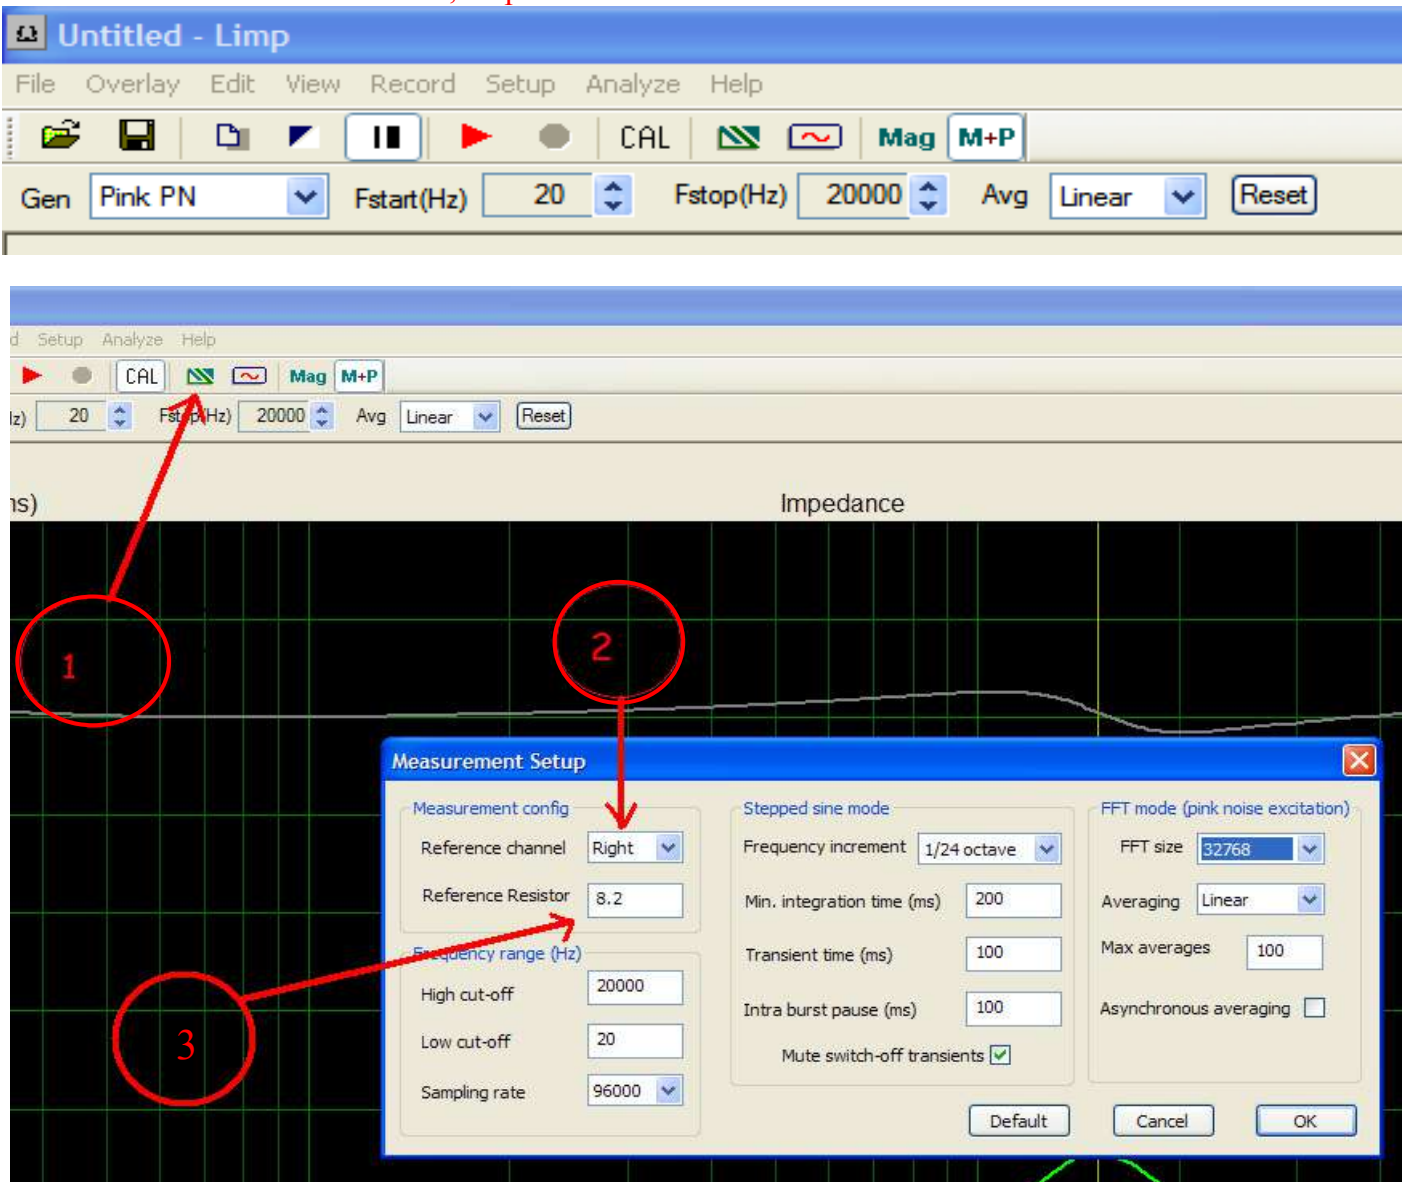 Untitled - Limp
File Overlay Edit View Record Setup Analyze Help
CAL Mag M+P
Gen Pink PN Fstart(Hz) 20 Fstop(Hz) 20000 Avg Linear Reset
d Setup Analyze Help
CAL Mag M+P
lz) 20 Fstop(Hz) 20000 Avg Linear Reset
ns) Impedance
1
2
Measurement Setup
Measurement config
Reference channel Right
Reference Resistor 8.2
Frequency range (Hz)
High cut-off 20000
Low cut-off 20
Sampling rate 96000
Stepped sine mode
Frequency increment 1/24 octave
Min. integration time (ms) 200
Transient time (ms) 100
Intra burst pause (ms) 100
Mute switch-off transients
FFT mode (pink noise excitation)
FFT size 32768
Averaging Linear
Max averages 100
Asynchronous averaging
3
Default Cancel OK